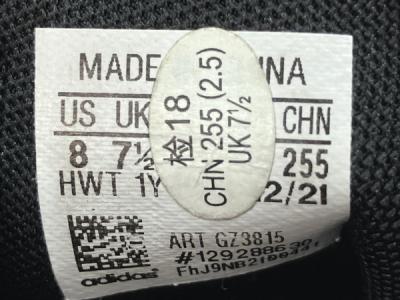 MADE
INA
US UK
CHN
8 7½
255
HWT 1Y
2/21
检18
CHN 255 (2.5)
UK 7½
ART GZ3815
adidas